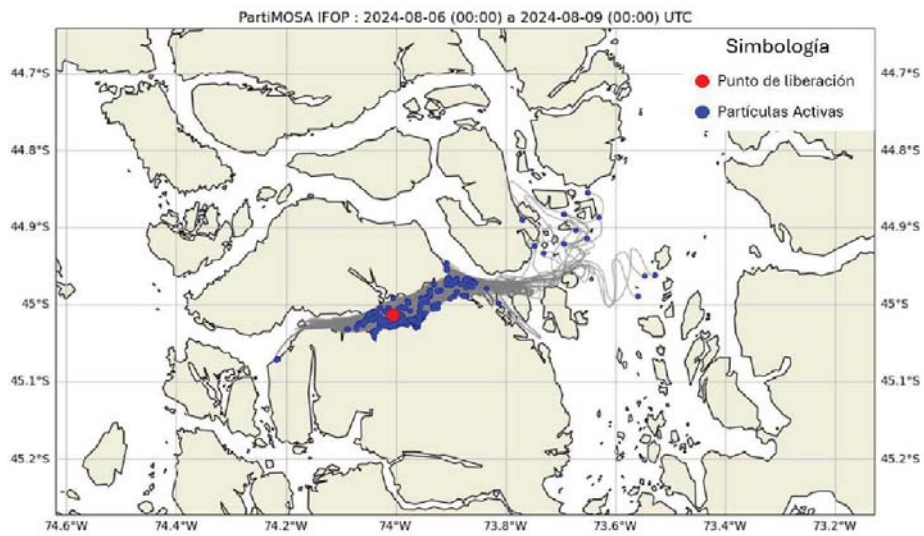 PartiMOSA IFOP : 2024-08-06 (00:00) a 2024-08-09 (00:00) UTC
Simbología
Punto de liberación
Partículas Activas
44.7°S 44.7°S
44.8°S 44.8°S
44.9°S 44.9°S
45°S 45°S
45.1°S 45.1°S
45.2°S 45.2°S
74.6°W 74.4°W 74.2°W 74°W 73.8°W 73.6°W 73.4°W 73.2°W